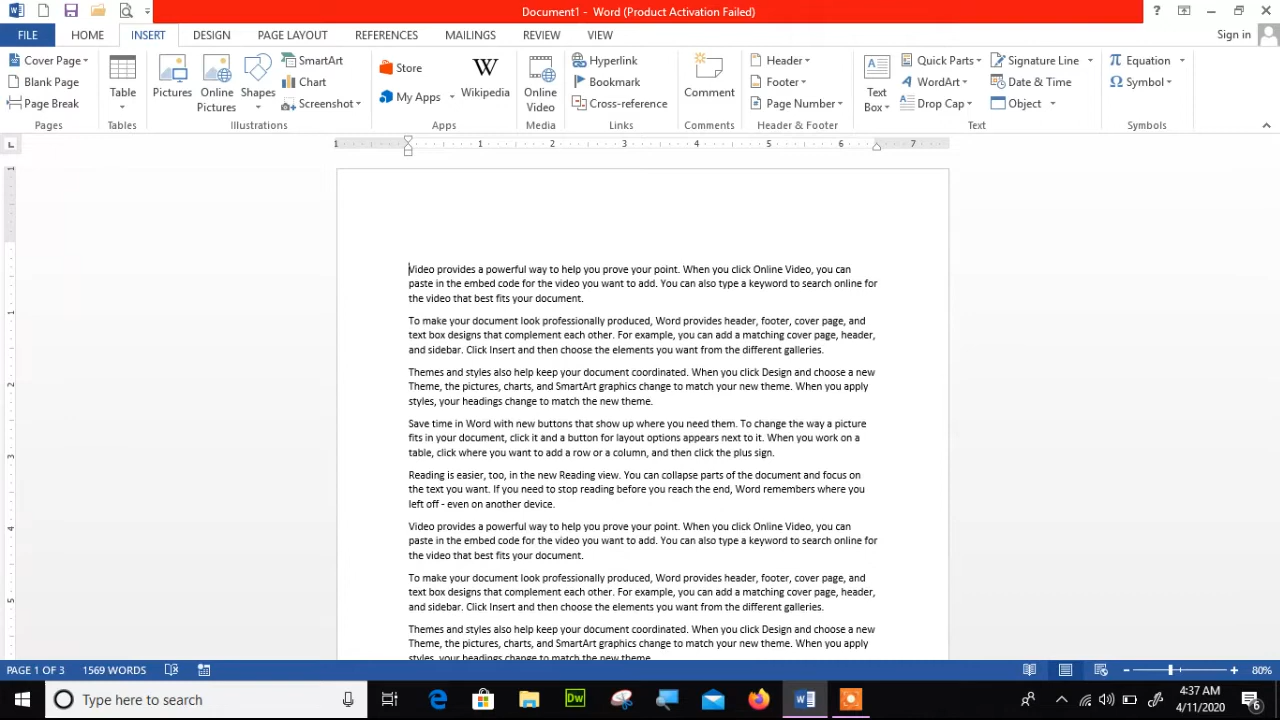 Document1 - Word (Product Activation Failed)
Sign in
FILE HOME INSERT DESIGN PAGE LAYOUT REFERENCES MAILINGS REVIEW VIEW
Cover Page
Blank Page
Page Break
Pages
Table
Tables
Pictures
Online Pictures
Shapes
SmartArt
Chart
Screenshot
Illustrations
Store
My Apps
W
Wikipedia
Apps
Online Video
Media
Hyperlink
Bookmark
Cross-reference
Links
Comment
Comments
Header
Footer
Page Number
Header & Footer
Text Box
Quick Parts
WordArt
Drop Cap
Signature Line
Date & Time
Object
Text
Equation
Symbol
Symbols
1 1 2 3 4 5 6 7
1
1
2
3
4
5
Video provides a powerful way to help you prove your point. When you click Online Video, you can
paste in the embed code for the video you want to add. You can also type a keyword to search online for
the video that best fits your document.
To make your document look professionally produced, Word provides header, footer, cover page, and
text box designs that complement each other. For example, you can add a matching cover page, header,
and sidebar. Click Insert and then choose the elements you want from the different galleries.
Themes and styles also help keep your document coordinated. When you click Design and choose a new
Theme, the pictures, charts, and SmartArt graphics change to match your new theme. When you apply
styles, your headings change to match the new theme.
Save time in Word with new buttons that show up where you need them. To change the way a picture
fits in your document, click it and a button for layout options appears next to it. When you work on a
table, click where you want to add a row or a column, and then click the plus sign.
Reading is easier, too, in the new Reading view. You can collapse parts of the document and focus on
the text you want. If you need to stop reading before you reach the end, Word remembers where you
left off - even on another device.
Video provides a powerful way to help you prove your point. When you click Online Video, you can
paste in the embed code for the video you want to add. You can also type a keyword to search online for
the video that best fits your document.
To make your document look professionally produced, Word provides header, footer, cover page, and
text box designs that complement each other. For example, you can add a matching cover page, header,
and sidebar. Click Insert and then choose the elements you want from the different galleries.
Themes and styles also help keep your document coordinated. When you click Design and choose a new
Theme, the pictures, charts, and SmartArt graphics change to match your new theme. When you apply
styles, your headings change to match the new theme.
PAGE 1 OF 3 1569 WORDS 80%
Type here to search
Dw
4:37 AM
4/11/2020
6